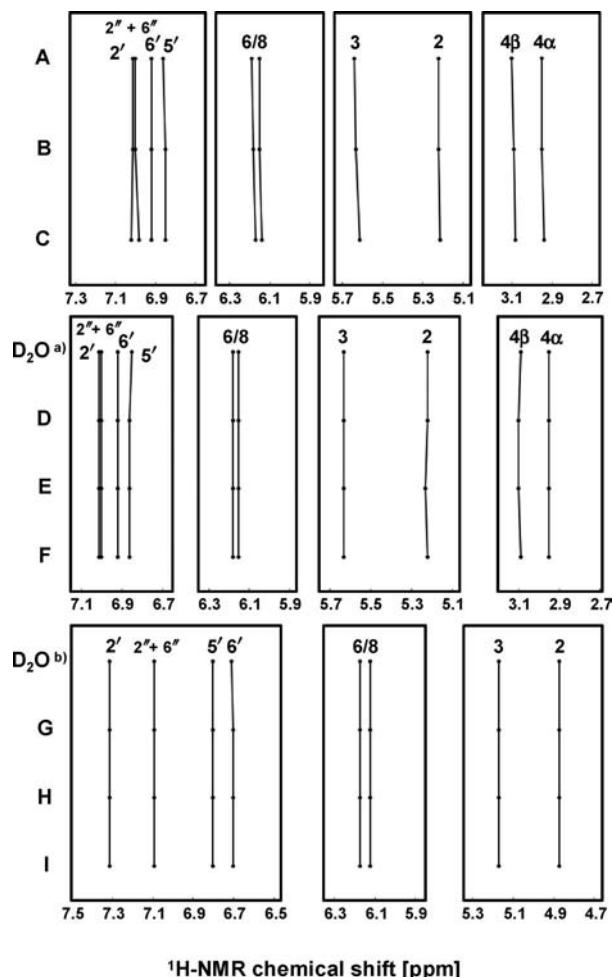 2″ + 6″
2′ 6′ 5′ 6/8 3 2 4β 4α
A
B
C
7.3 7.1 6.9 6.7 6.3 6.1 5.9 5.7 5.5 5.3 5.1 3.1 2.9 2.7
2″ + 6″
2′ 6′ 5′ 6/8 3 2 4β 4α
D₂O a)
D
E
F
7.1 6.9 6.7 6.3 6.1 5.9 5.7 5.5 5.3 5.1 3.1 2.9 2.7
2′ 2″ + 6″ 5′ 6′ 6/8 3 2
D₂O b)
G
H
I
7.5 7.3 7.1 6.9 6.7 6.5 6.3 6.1 5.9 5.3 5.1 4.9 4.7
¹H-NMR chemical shift [ppm]